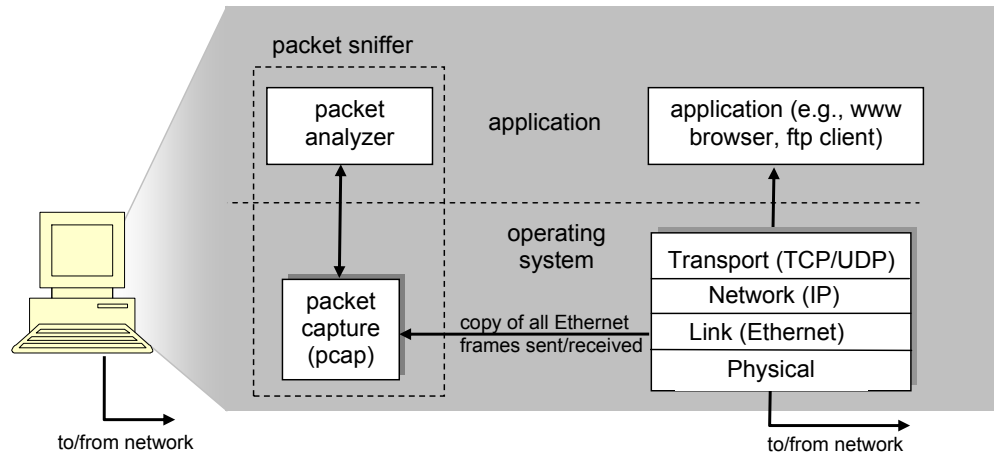 packet sniffer
packet
analyzer
application
application (e.g., www
browser, ftp client)
operating
system
packet
capture
(pcap)
copy of all Ethernet
frames sent/received
Transport (TCP/UDP)
Network (IP)
Link (Ethernet)
Physical
to/from network
to/from network